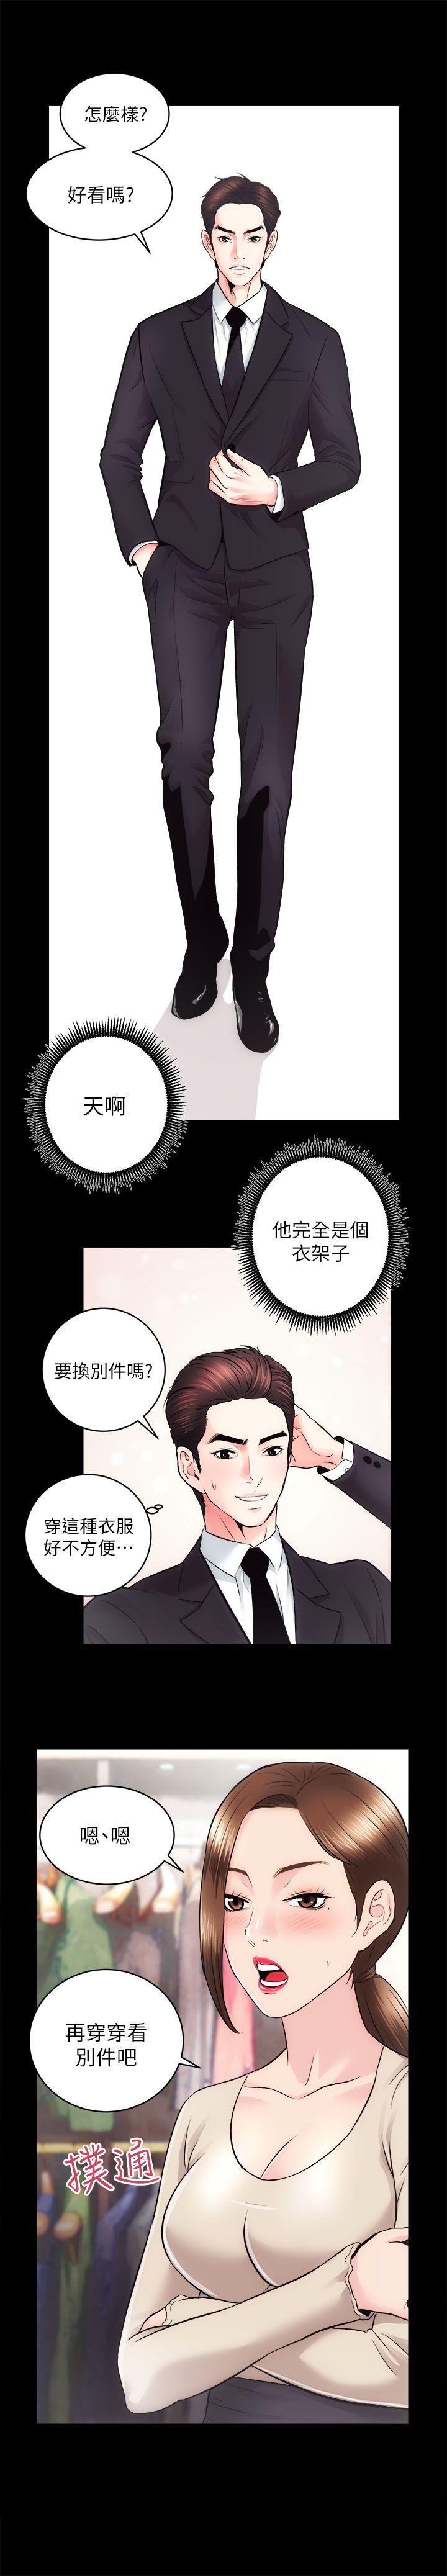 怎麼樣?
好看嗎?
天啊
他完全是個
衣架子
要換別件嗎?
穿這種衣服
好不方便⋯
嗯、嗯
再穿穿看
別件吧
撲通